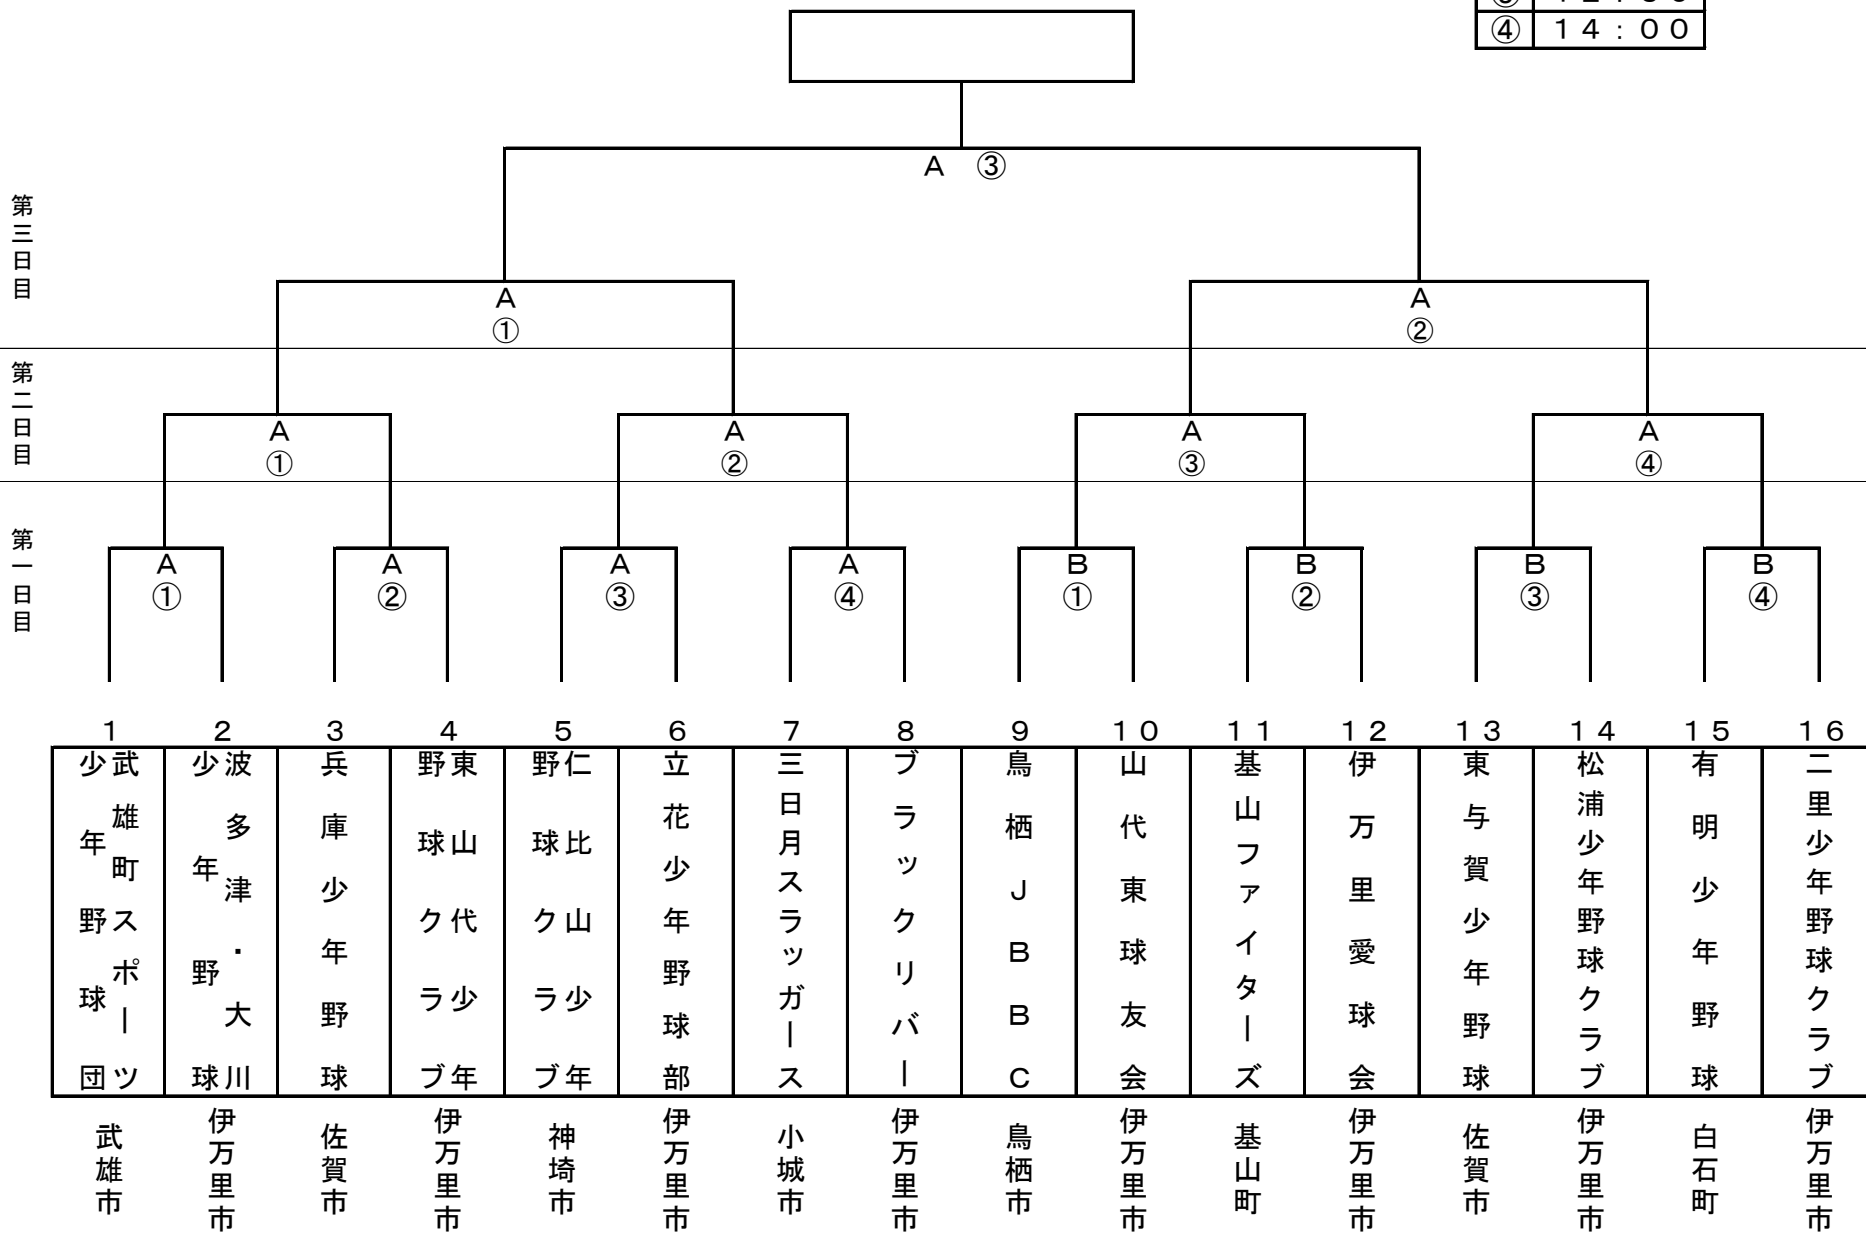 ④ 14:00
A ③
第三日目
A
①
A
②
第二日目
A
①
A
②
A
③
A
④
第一日目
A
①
A
②
A
③
A
④
B
①
B
②
B
③
B
④
1 2 3 4 5 6 7 8 9 10 11 12 13 14 15 16
武雄町スポーツ
少年野球団
波多津・大川
少年野球
兵庫少年野球
東山代少年
野球クラブ
仁比山少年
野球クラブ
立花少年野球部
三日月スラッガース
ブラックリバー
鳥栖JBBC
山代東球友会
基山ファイターズ
伊万里愛球会
東与賀少年野球
松浦少年野球クラブ
有明少年野球
二里少年野球クラブ
武雄市
伊万里市
佐賀市
伊万里市
神埼市
伊万里市
小城市
伊万里市
鳥栖市
伊万里市
基山町
伊万里市
佐賀市
伊万里市
白石町
伊万里市